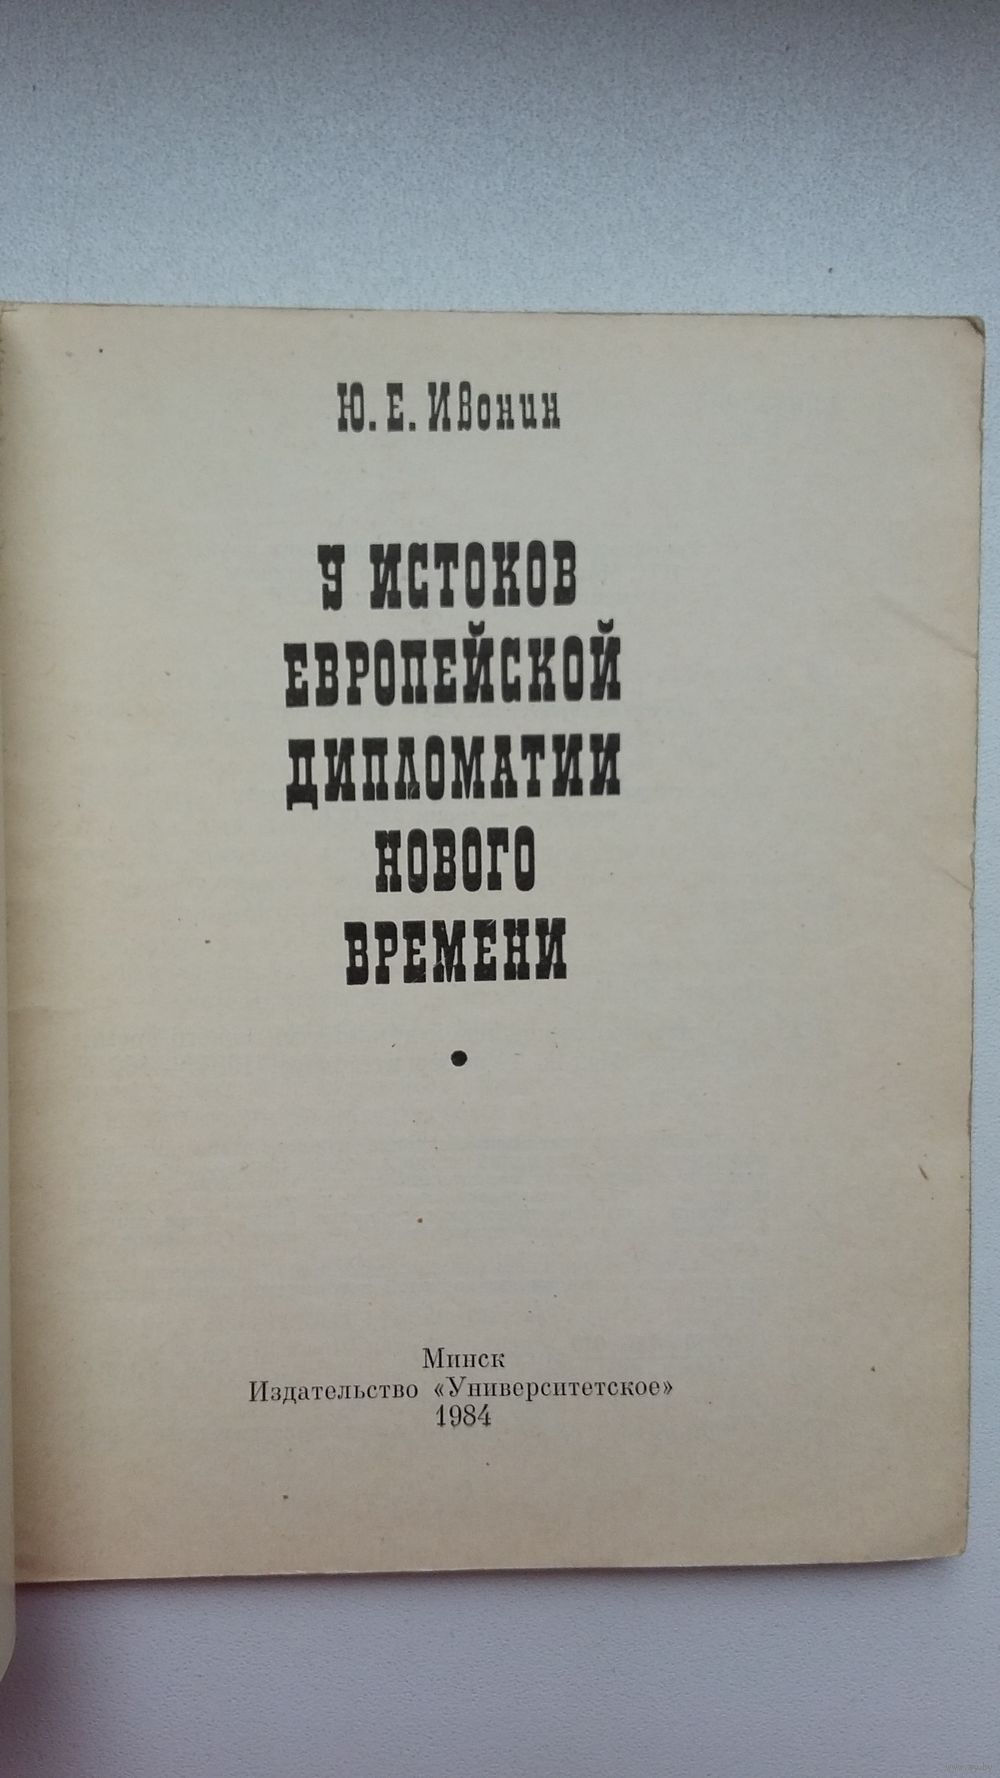 Ю. Е. Ивонин
У ИСТОКОВ
ЕВРОПЕЙСКОЙ
ДИПЛОМАТИИ
НОВОГО
ВРЕМЕНИ
Минск
Издательство «Университетское»
1984